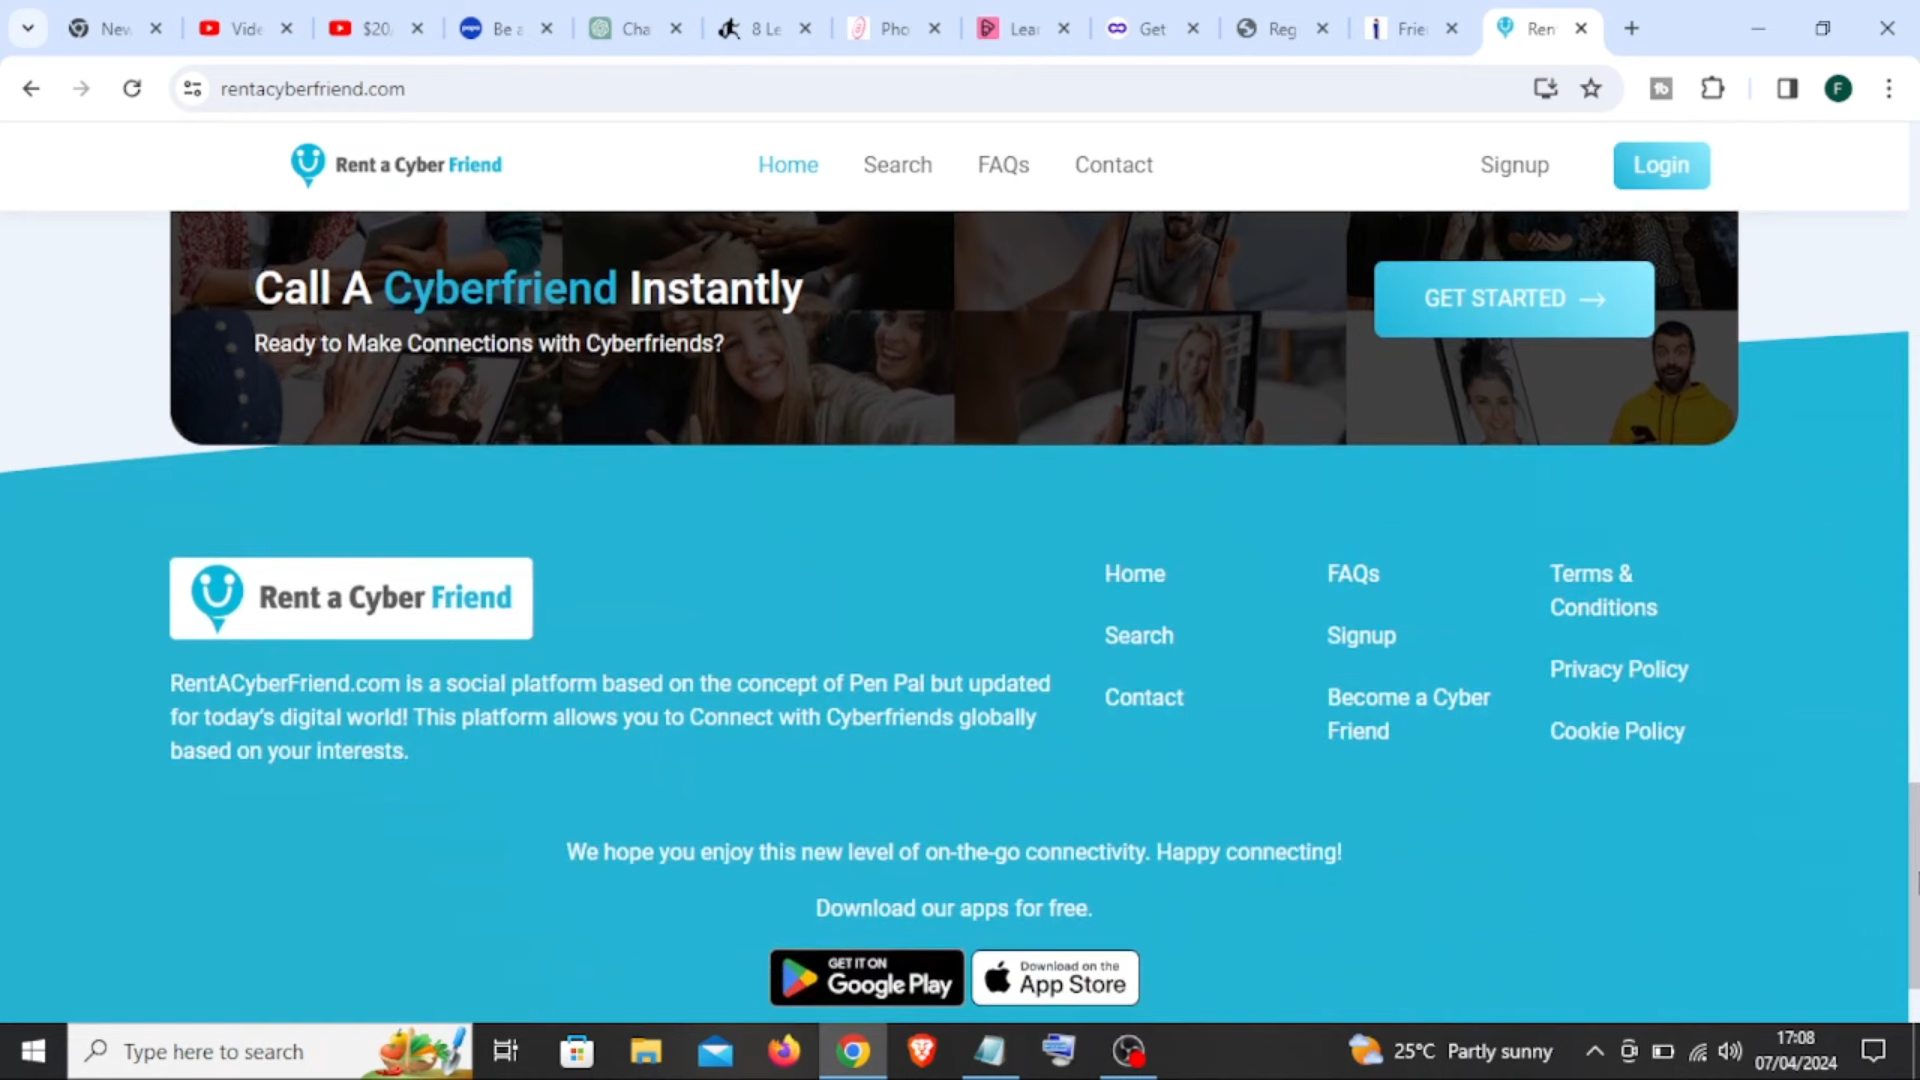 New
Vide
$20
Be a
Cha
8 Le
Pho
Lear
Get
Reg
Frie
Ren
rentacyberfriend.com
F
Rent a Cyber Friend
Home
Search
FAQs
Contact
Signup
Login
Call A Cyberfriend Instantly
Ready to Make Connections with Cyberfriends?
GET STARTED →
Rent a Cyber Friend
RentACyberFriend.com is a social platform based on the concept of Pen Pal but updated
for today's digital world! This platform allows you to Connect with Cyberfriends globally
based on your interests.
Home
Search
Contact
FAQs
Signup
Become a Cyber
Friend
Terms &
Conditions
Privacy Policy
Cookie Policy
We hope you enjoy this new level of on-the-go connectivity. Happy connecting!
Download our apps for free.
GET IT ON
Google Play
Download on the
App Store
Type here to search
25°C Partly sunny
17:08
07/04/2024